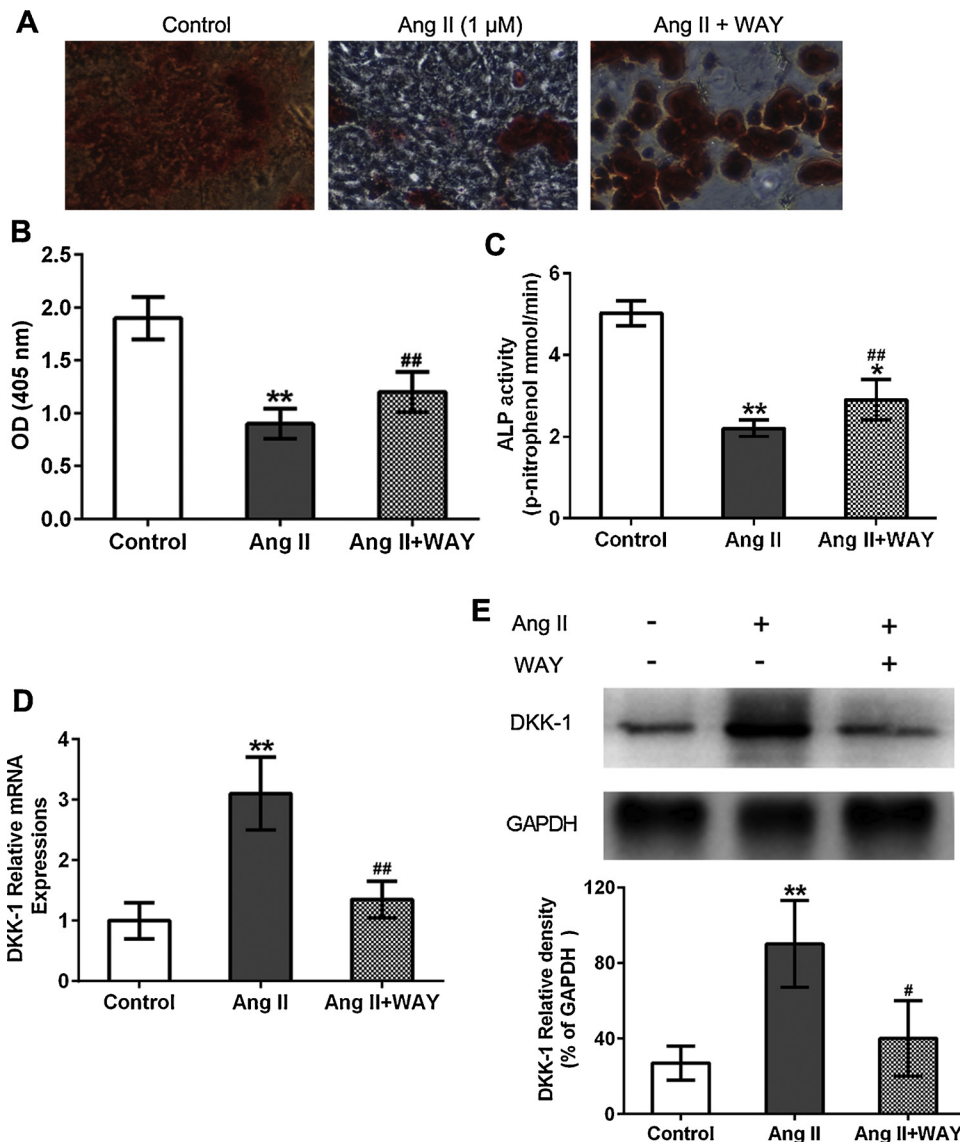 A
Control
Ang II (1 µM)
Ang II + WAY
B
OD (405 nm)
2.5
2.0
1.5
1.0
0.5
0.0
**
##
Control
Ang II
Ang II+WAY
C
ALP activity
(p-nitrophenol mmol/min)
6
4
2
0
**
##
*
Control
Ang II
Ang II+WAY
D
DKK-1 Relative mRNA
Expressions
4
3
2
1
0
**
##
Control
Ang II
Ang II+WAY
E
Ang II - + +
WAY - - +
DKK-1
GAPDH
DKK-1 Relative density
(% of GAPDH )
120
80
40
0
**
#
Control
Ang II
Ang II+WAY